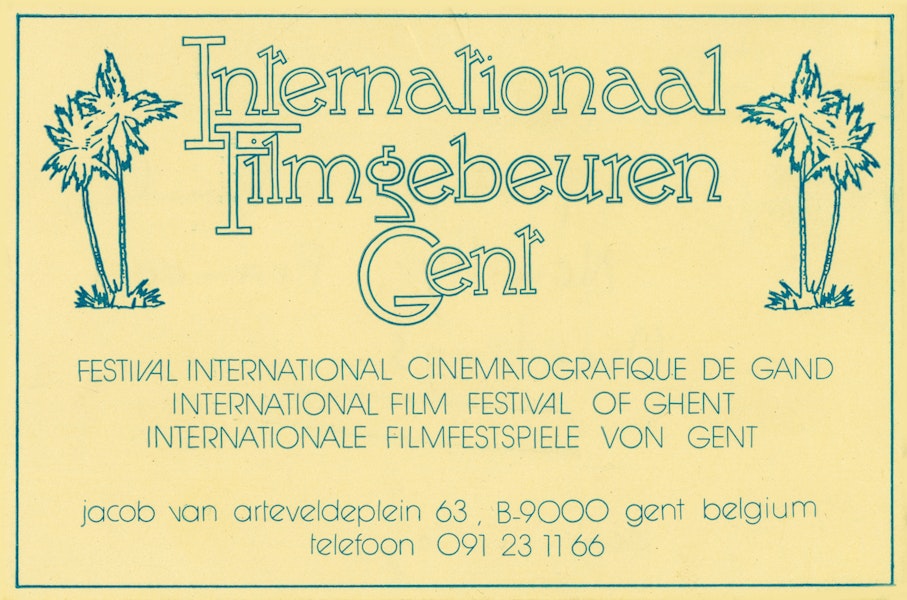 Internationaal
Filmgebeuren
Gent
FESTIVAL INTERNATIONAL CINEMATOGRAFIQUE DE GAND
INTERNATIONAL FILM FESTIVAL OF GHENT
INTERNATIONALE FILMFESTSPIELE VON GENT
jacob van arteveldeplein 63, B-9000 gent belgium
telefoon 091 23 11 66